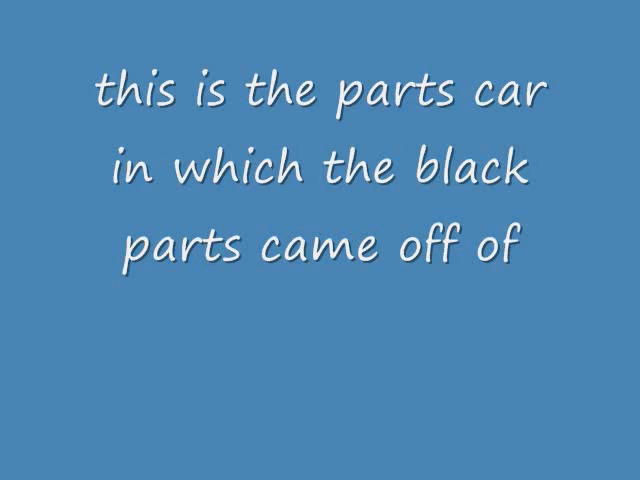 this is the parts car
in which the black
parts came off of